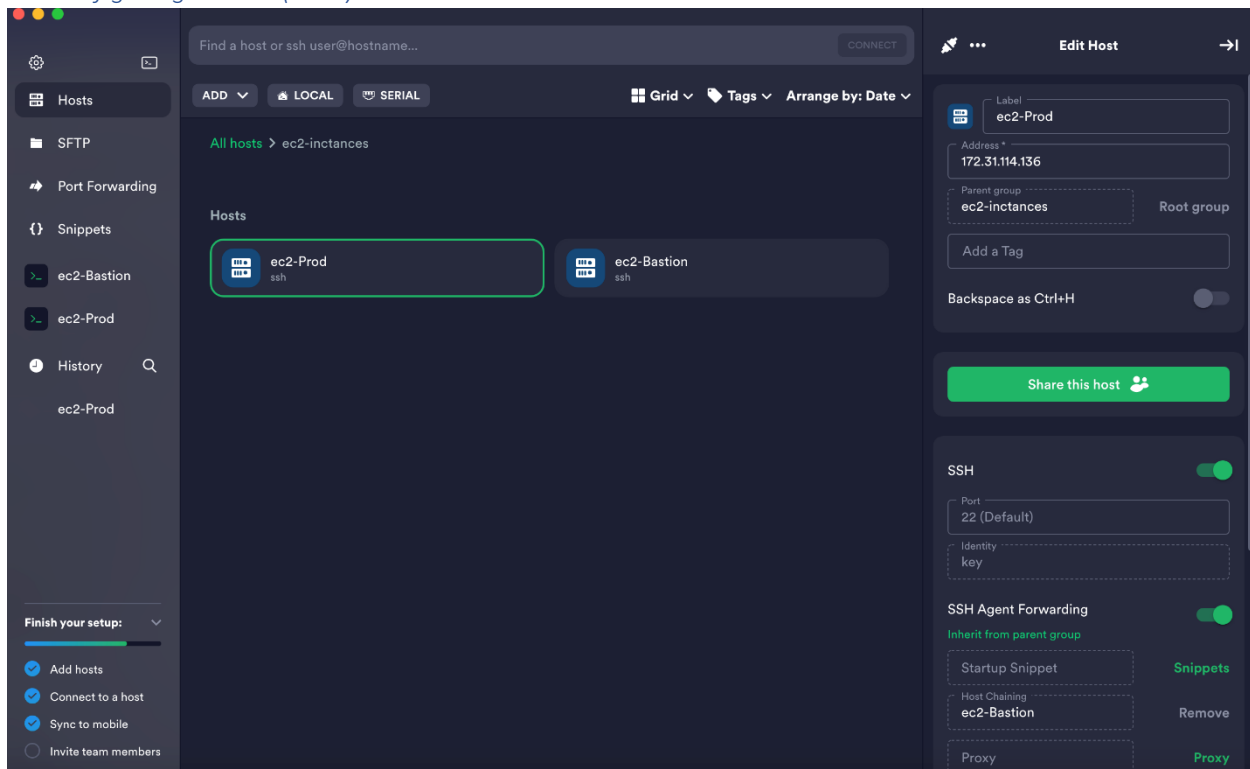 Find a host or ssh user@hostname...
CONNECT
Edit Host
Hosts
SFTP
Port Forwarding
{} Snippets
ec2-Bastion
ec2-Prod
History
ec2-Prod
Finish your setup:
Add hosts
Connect to a host
Sync to mobile
Invite team members
ADD
LOCAL
SERIAL
Grid
Tags
Arrange by: Date
All hosts > ec2-inctances
Hosts
ec2-Prod
ssh
ec2-Bastion
ssh
Label
ec2-Prod
Address *
172.31.114.136
Parent group
ec2-inctances
Root group
Add a Tag
Backspace as Ctrl+H
Share this host
SSH
Port
22 (Default)
Identity
key
SSH Agent Forwarding
Inherit from parent group
Startup Snippet
Snippets
Host Chaining
ec2-Bastion
Remove
Proxy
Proxy